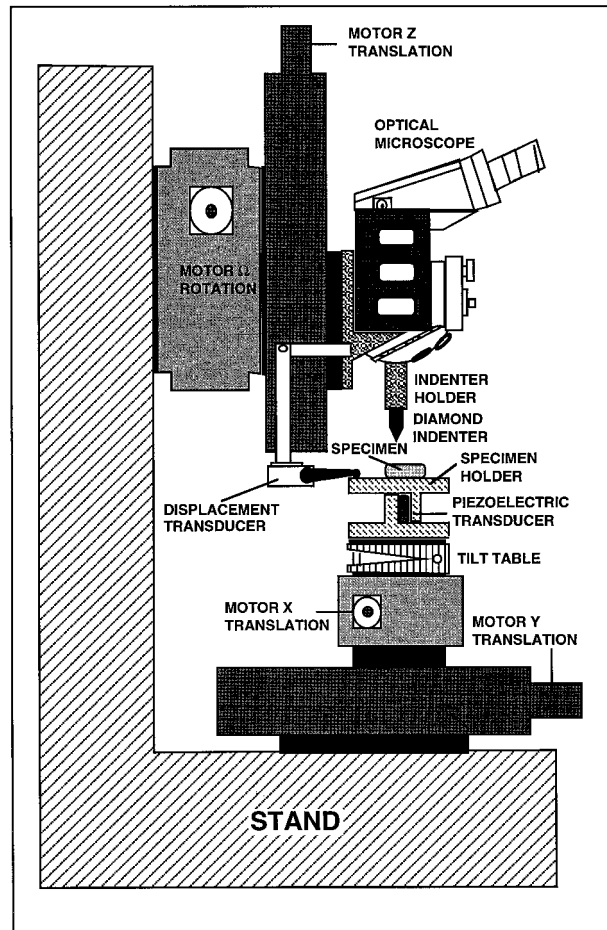 MOTOR Z
TRANSLATION
OPTICAL
MICROSCOPE
MOTOR Ω
ROTATION
INDENTER
HOLDER
DIAMOND
INDENTER
SPECIMEN
SPECIMEN
HOLDER
DISPLACEMENT
TRANSDUCER
PIEZOELECTRIC
TRANSDUCER
TILT TABLE
MOTOR X
TRANSLATION
MOTOR Y
TRANSLATION
STAND